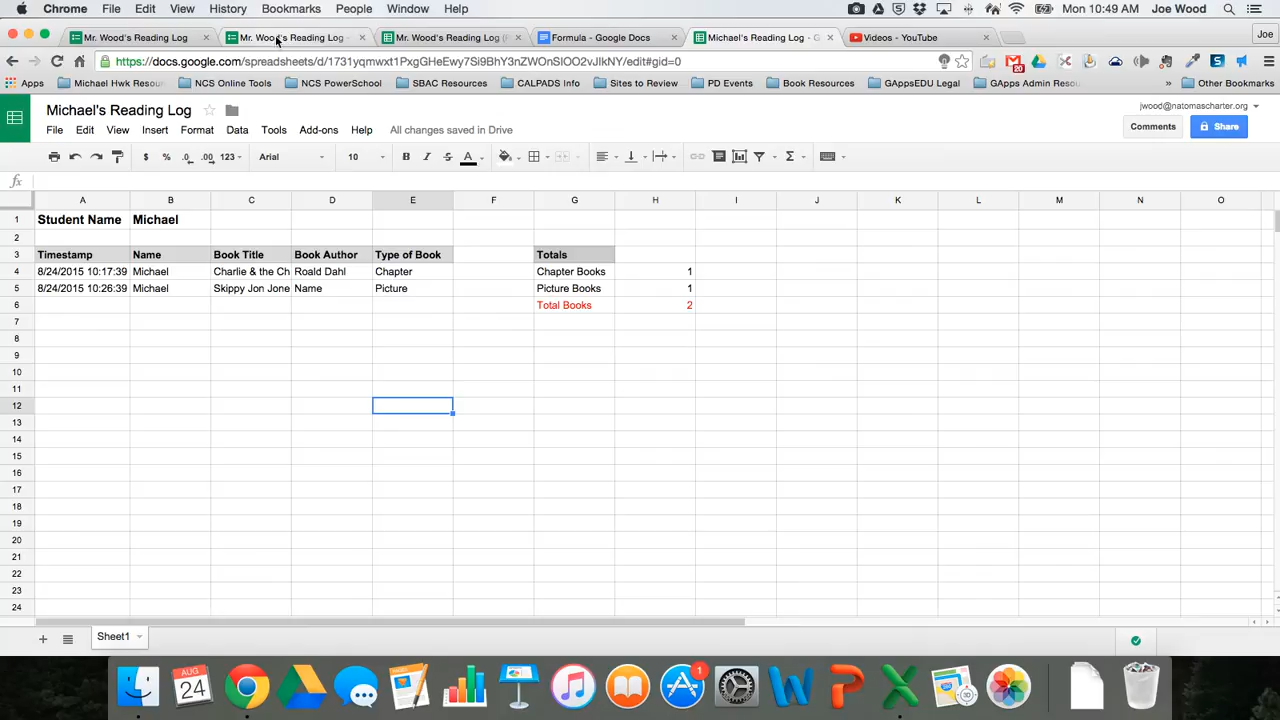 Chrome File Edit View History Bookmarks People Window Help Mon 10:49 AM Joe Wood
Mr. Wood's Reading Log Mr. Wood's Reading Log Mr. Wood's Reading Log ( Formula - Google Docs Michael's Reading Log - G Videos - YouTube Joe
https://docs.google.com/spreadsheets/d/1731yqmwxt1PxgGHeEwy7Si9BhY3nZWOnSIOO2vJIkNY/edit#gid=0 20
Apps Michael Hwk Resou NCS Online Tools NCS PowerSchool SBAC Resources CALPADS Info Sites to Review PD Events Book Resources GAppsEDU Legal GApps Admin Resou » Other Bookmarks
Michael's Reading Log jwood@natomascharter.org
File Edit View Insert Format Data Tools Add-ons Help All changes saved in Drive Comments Share
$ % .0 .00 123 Arial 10 B I S A Σ
fx
A B C D E F G H I J K L M N O
1 Student Name Michael
2
3 Timestamp Name Book Title Book Author Type of Book Totals
4 8/24/2015 10:17:39 Michael Charlie & the Ch Roald Dahl Chapter Chapter Books 1
5 8/24/2015 10:26:39 Michael Skippy Jon Jone Name Picture Picture Books 1
6 Total Books 2
7
8
9
10
11
12
13
14
15
16
17
18
19
20
21
22
23
24
+ Sheet1
AUG
24
1